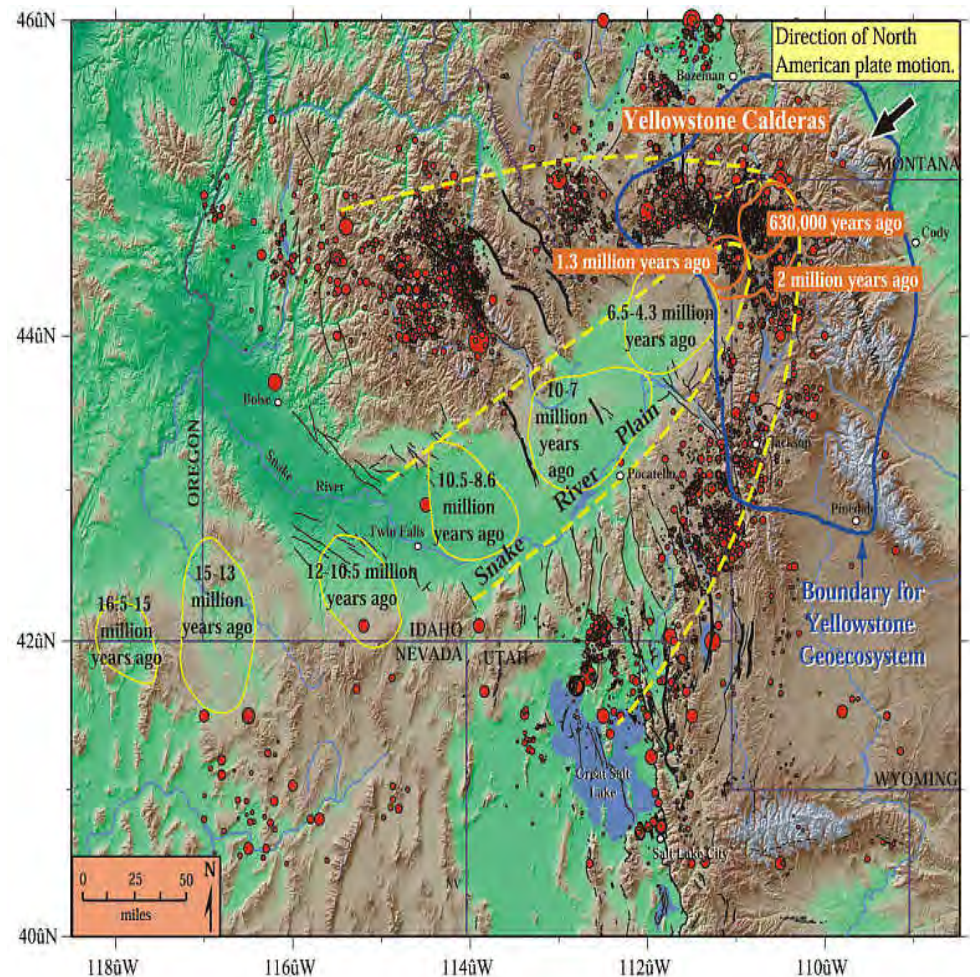 46ûN
Direction of North
American plate motion.
Bozeman
Yellowstone Calderas
MONTANA
630,000 years ago
Cody
1.3 million years ago
2 million years ago
6.5-4.3 million
years ago
44ûN
10-7
million
years
ago
Boise
Snake
River
OREGON
Jackson
Pocatello
Snake River Plain
10.5-8.6
million
years ago
Pinedale
Twin Falls
15-13
million
years ago
12-10.5 million
years ago
16.5-15
million
years ago
Boundary for
Yellowstone
Geoecosystem
42ûN
IDAHO
NEVADA
UTAH
Great Salt
Lake
WYOMING
Salt Lake City
NV
0 25 50
miles
N
40ûN
118ûW
116ûW
114ûW
112ûW
110ûW